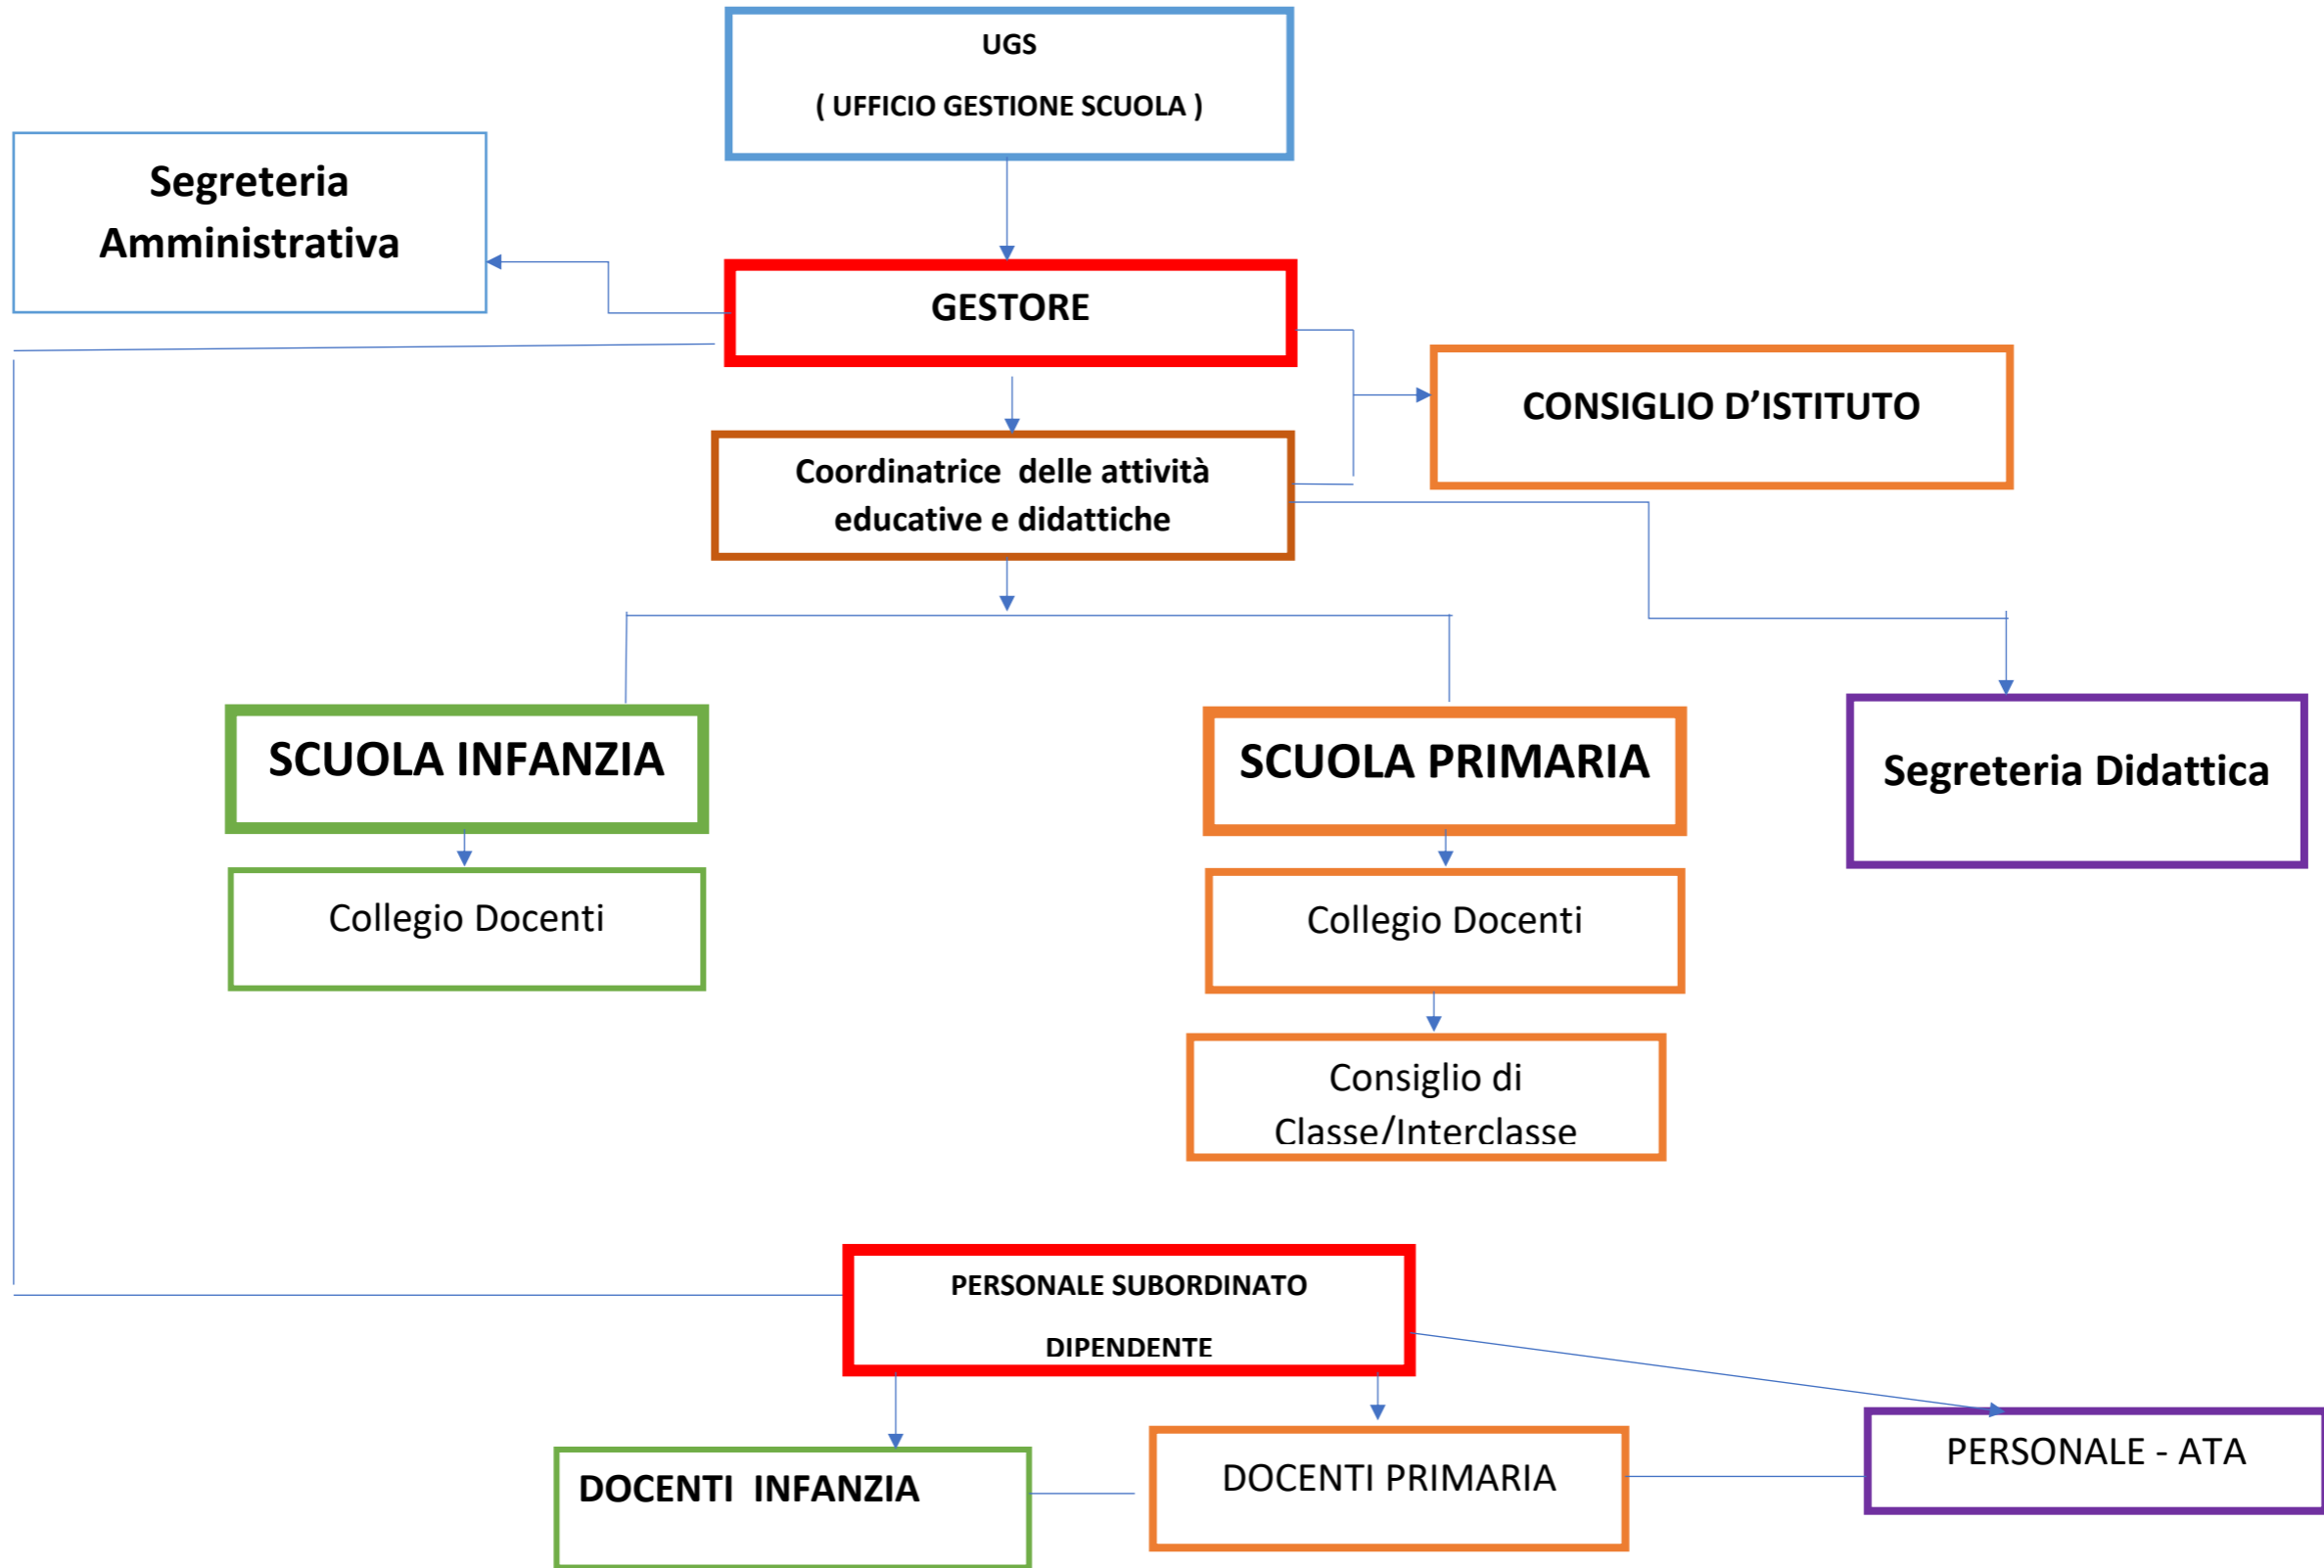 UGS
( UFFICIO GESTIONE SCUOLA )
Segreteria
Amministrativa
GESTORE
CONSIGLIO D’ISTITUTO
Coordinatrice  delle attività
educative e didattiche
SCUOLA INFANZIA
SCUOLA PRIMARIA
Segreteria Didattica
Collegio Docenti
Collegio Docenti
Consiglio di
Classe/Interclasse
PERSONALE SUBORDINATO
DIPENDENTE
DOCENTI  INFANZIA
DOCENTI PRIMARIA
PERSONALE - ATA